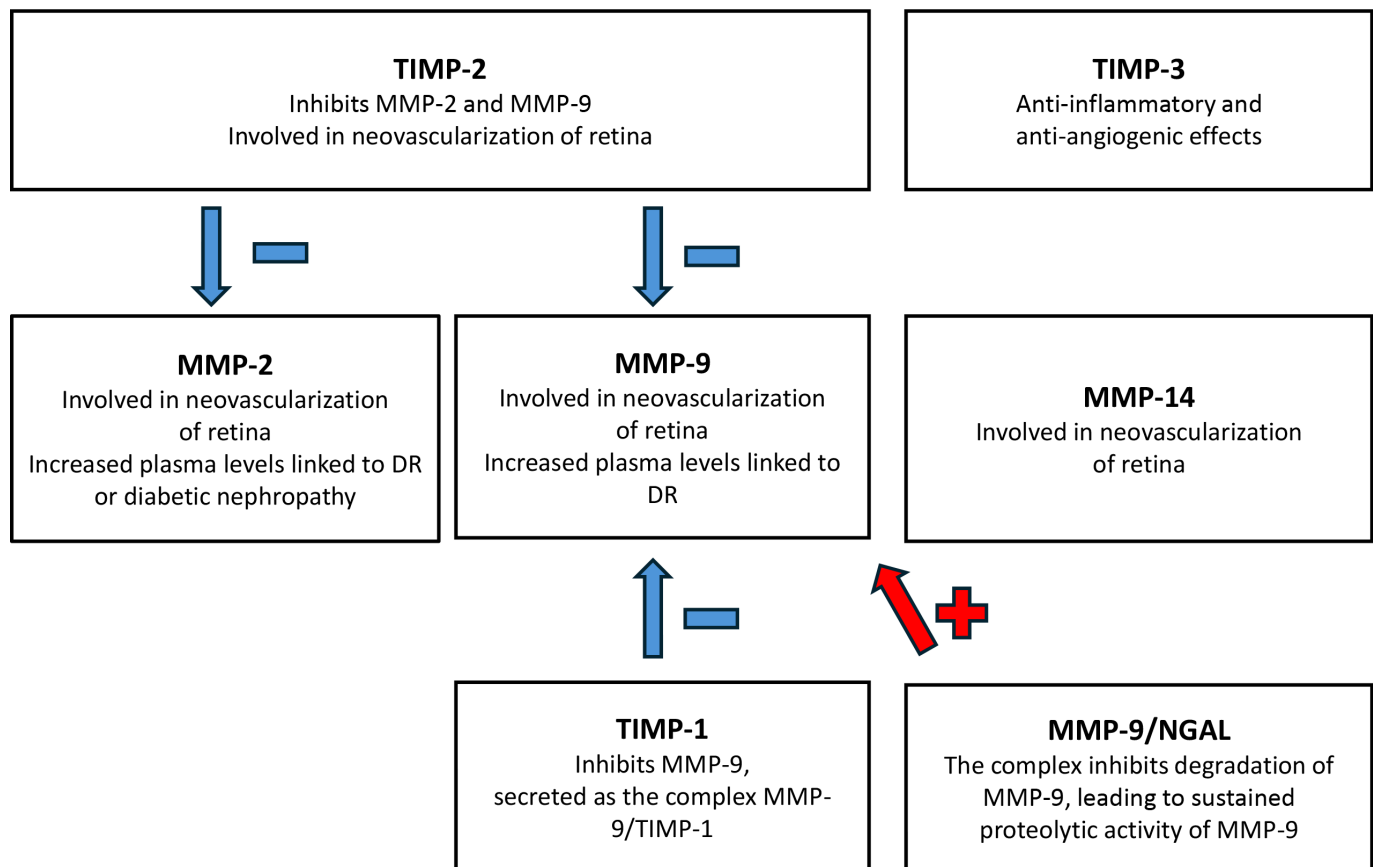 TIMP-2
Inhibits MMP-2 and MMP-9
Involved in neovascularization of retina
TIMP-3
Anti-inflammatory and
anti-angiogenic effects
MMP-2
Involved in neovascularization
of retina
Increased plasma levels linked to DR
or diabetic nephropathy
MMP-9
Involved in neovascularization
of retina
Increased plasma levels linked to
DR
MMP-14
Involved in neovascularization
of retina
TIMP-1
Inhibits MMP-9,
secreted as the complex MMP-
9/TIMP-1
MMP-9/NGAL
The complex inhibits degradation of
MMP-9, leading to sustained
proteolytic activity of MMP-9